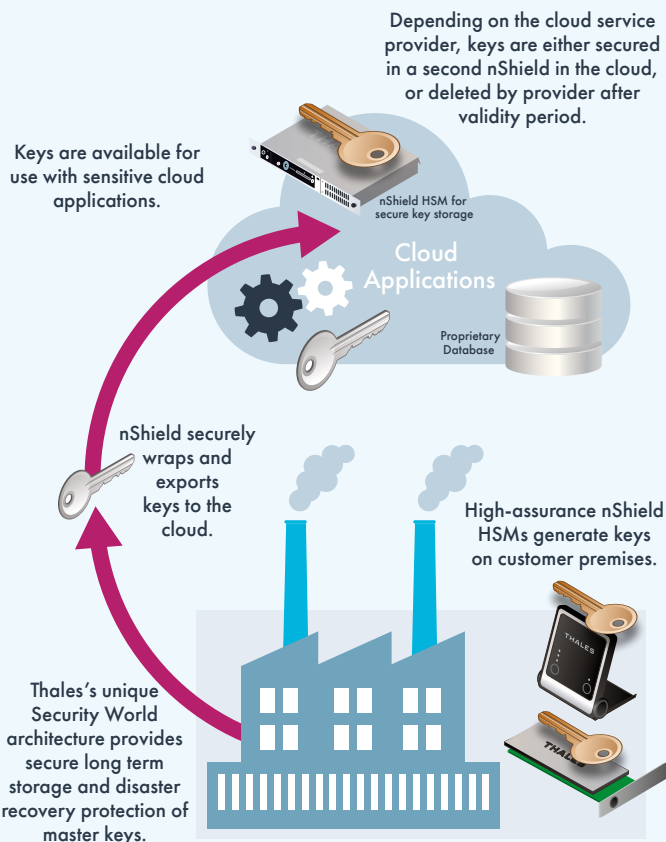 Depending on the cloud service
provider, keys are either secured
in a second nShield in the cloud,
or deleted by provider after
validity period.
Keys are available for
use with sensitive cloud
applications.
nShield HSM for
secure key storage
Cloud
Applications
Proprietary
Database
nShield securely
wraps and
exports
keys to the
cloud.
High-assurance nShield
HSMs generate keys
on customer premises.
THALES
THALES
Thales's unique
Security World
architecture provides
secure long term
storage and disaster
recovery protection of
master keys.